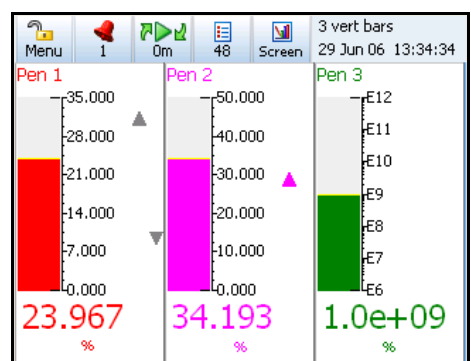 Menu
1
0m
48
Screen
3 vert bars
29 Jun 06 13:34:34
Pen 1
35.000
28.000
21.000
14.000
7.000
0.000
23.967
%
Pen 2
50.000
40.000
30.000
20.000
10.000
0.000
34.193
%
Pen 3
E12
E11
E10
E9
E8
E7
E6
1.0e+09
%